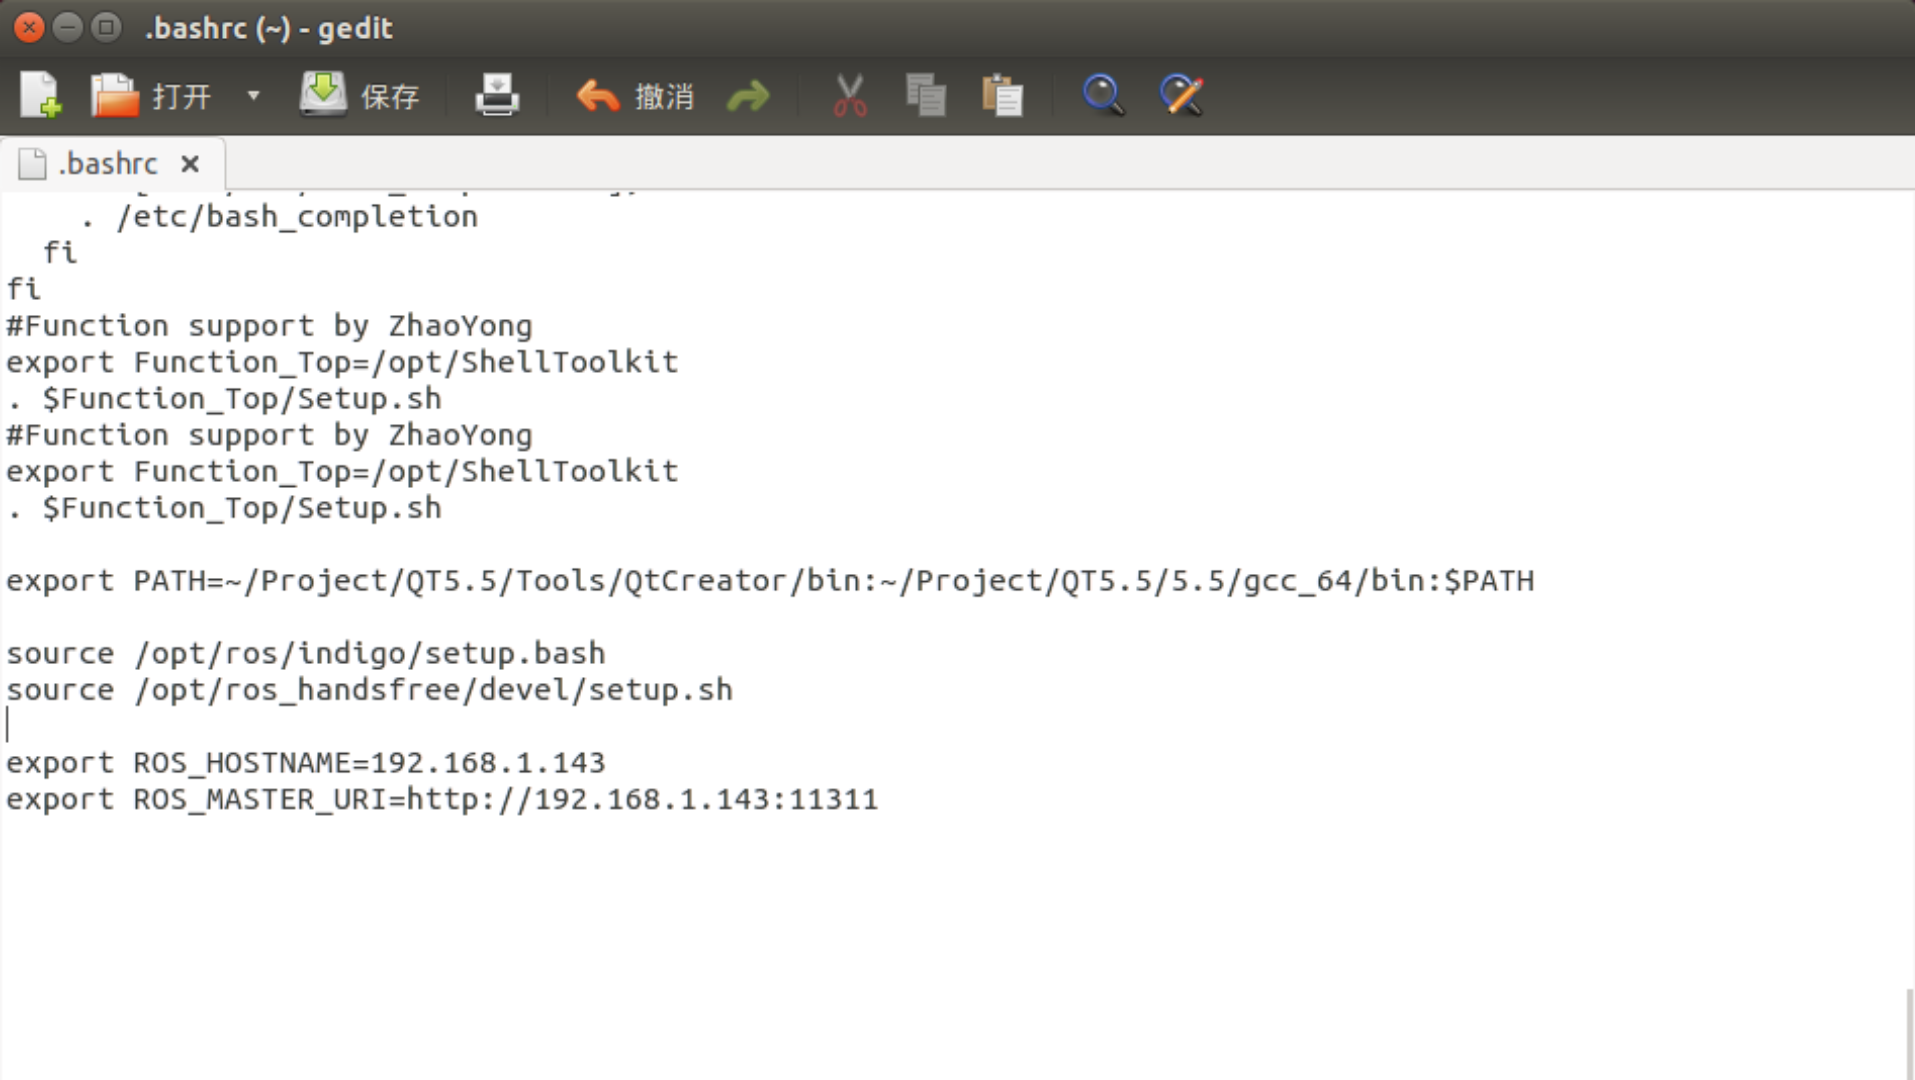 .bashrc (~) - gedit
打开 保存 撤消
.bashrc
. /etc/bash_completion
fi
fi
#Function support by ZhaoYong
export Function_Top=/opt/ShellToolkit
. $Function_Top/Setup.sh
#Function support by ZhaoYong
export Function_Top=/opt/ShellToolkit
. $Function_Top/Setup.sh
export PATH=~/Project/QT5.5/Tools/QtCreator/bin:~/Project/QT5.5/5.5/gcc_64/bin:$PATH
source /opt/ros/indigo/setup.bash
source /opt/ros_handsfree/devel/setup.sh
export ROS_HOSTNAME=192.168.1.143
export ROS_MASTER_URI=http://192.168.1.143:11311